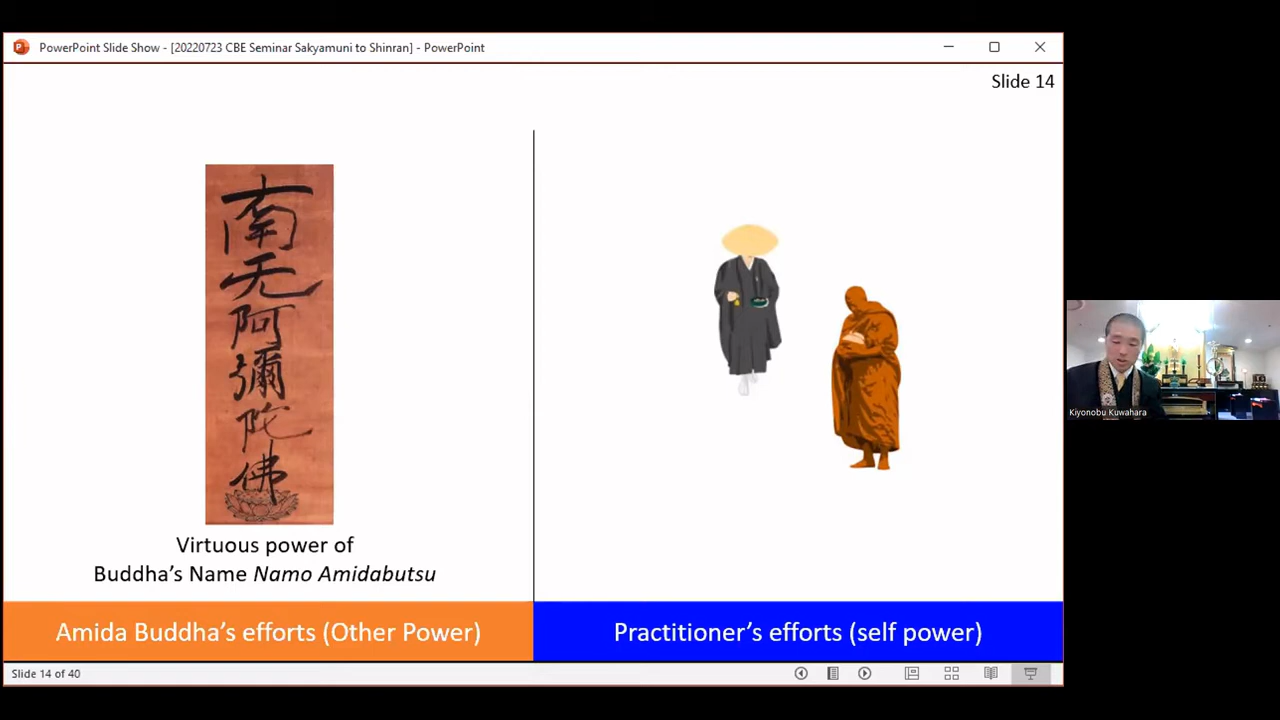 PowerPoint Slide Show - [20220723 CBE Seminar Sakyamuni to Shinran] - PowerPoint
Slide 14
南
无
阿
彌
陀
佛
Virtuous power of
Buddha's Name Namo Amidabutsu
Amida Buddha's efforts (Other Power)
Practitioner's efforts (self power)
Kiyonobu Kuwahara
Slide 14 of 40